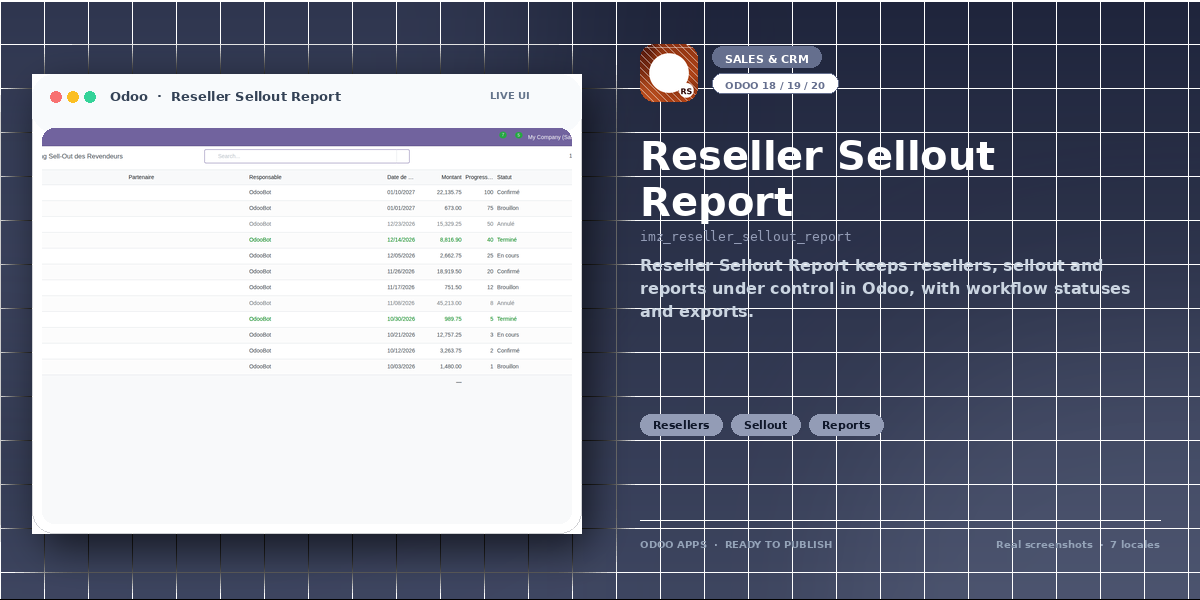 Odoo · Reseller Sellout Report
LIVE UI
My Company (Sa
g Sell-Out des Revendeurs
Search...
1
Partenaire Responsable Date de ... Montant Progress... Statut
OdooBot 01/10/2027 22,135.75 100 Confirmé
OdooBot 01/01/2027 673.00 75 Brouillon
OdooBot 12/23/2026 15,329.25 50 Annulé
OdooBot 12/14/2026 8,816.90 40 Terminé
OdooBot 12/05/2026 2,662.75 25 En cours
OdooBot 11/26/2026 18,919.50 20 Confirmé
OdooBot 11/17/2026 751.50 12 Brouillon
OdooBot 11/08/2026 45,213.00 8 Annulé
OdooBot 10/30/2026 989.75 5 Terminé
OdooBot 10/21/2026 12,757.25 3 En cours
OdooBot 10/12/2026 3,263.75 2 Confirmé
OdooBot 10/03/2026 1,480.00 1 Brouillon
—
RS
SALES & CRM
ODOO 18 / 19 / 20
Reseller Sellout
Report
imz_reseller_sellout_report
Reseller Sellout Report keeps resellers, sellout and
reports under control in Odoo, with workflow statuses
and exports.
Resellers Sellout Reports
ODOO APPS · READY TO PUBLISH
Real screenshots · 7 locales